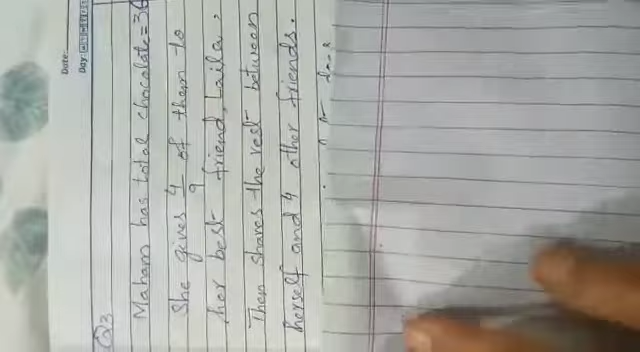 Date:
Day:
Q3
Maham has total chocolate = 36
She gives 4/9 of them to
her best friend, Laila,
Then shares the rest between
herself and 4 other friends.